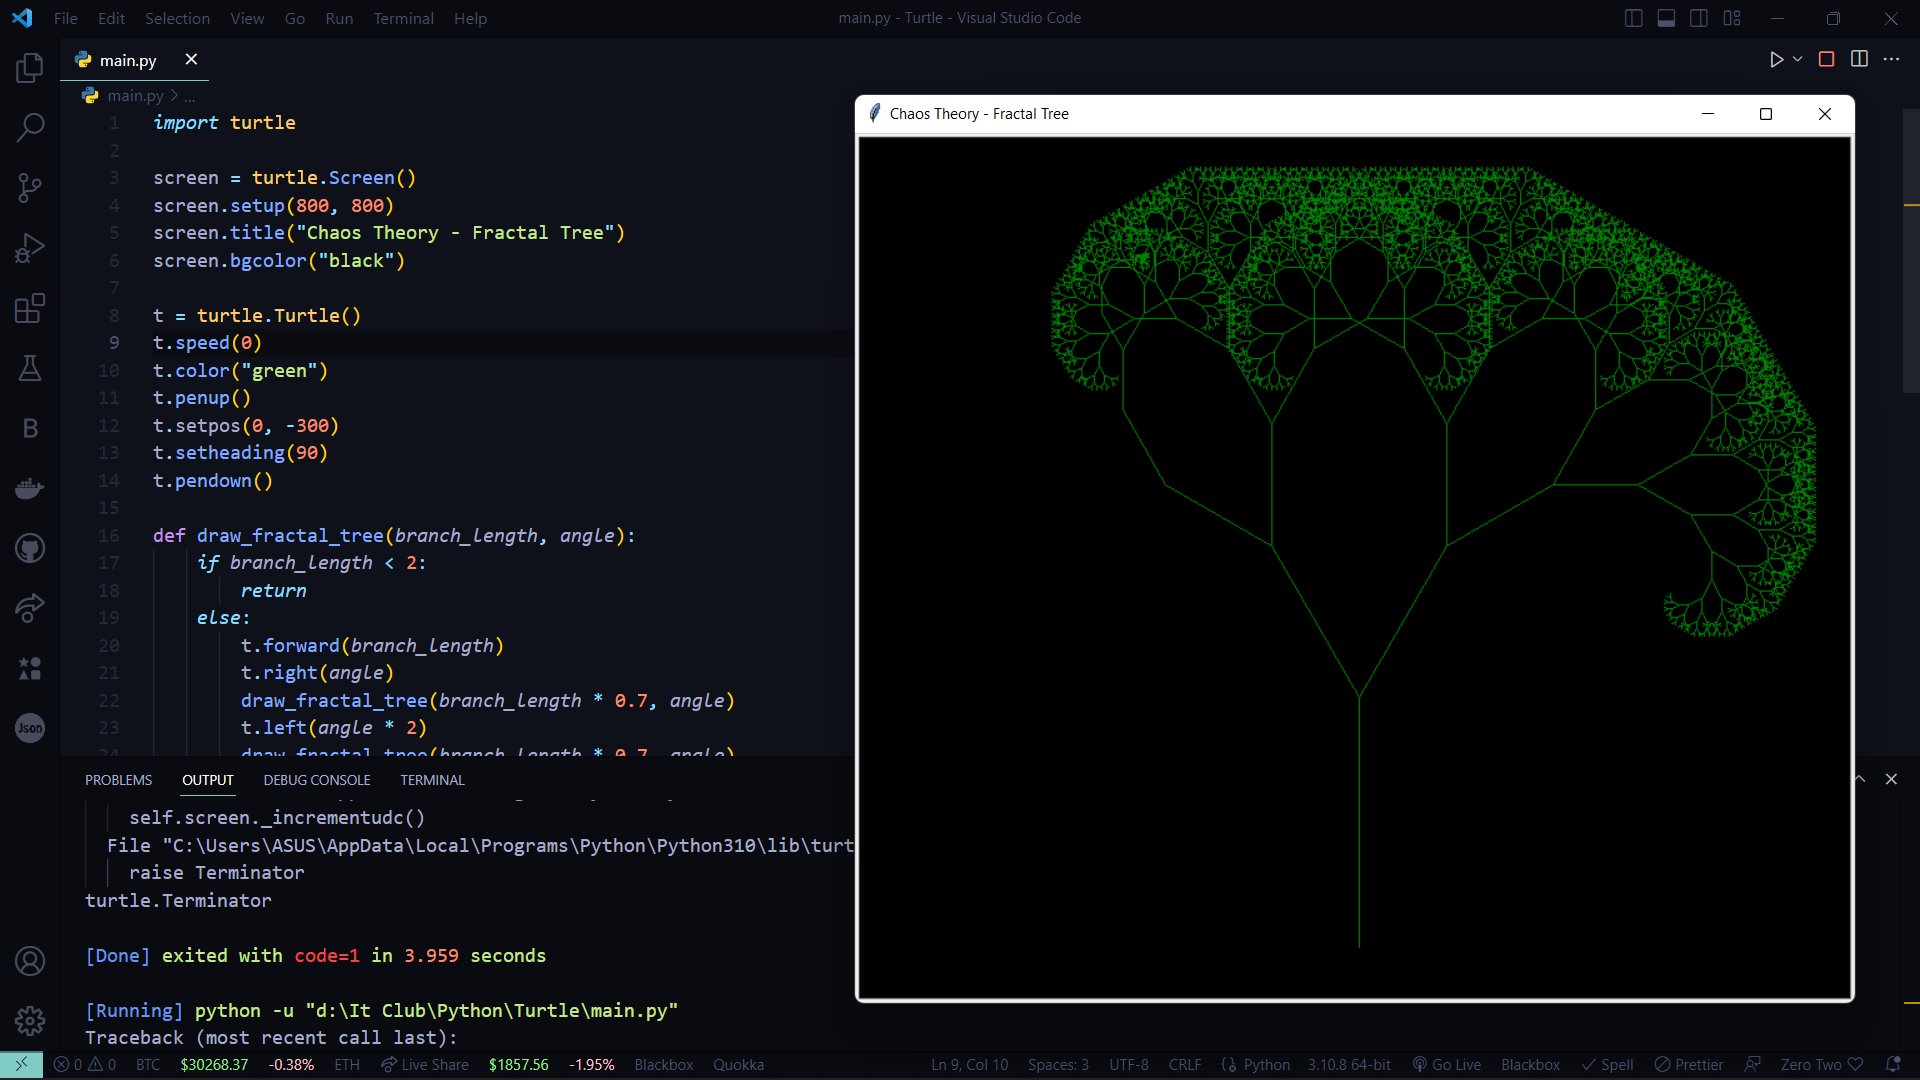 File Edit Selection View Go Run Terminal Help
main.py - Turtle - Visual Studio Code
main.py
main.py > ...
1 import turtle
2
3 screen = turtle.Screen()
4 screen.setup(800, 800)
5 screen.title("Chaos Theory - Fractal Tree")
6 screen.bgcolor("black")
7
8 t = turtle.Turtle()
9 t.speed(0)
10 t.color("green")
11 t.penup()
12 t.setpos(0, -300)
13 t.setheading(90)
14 t.pendown()
15
16 def draw_fractal_tree(branch_length, angle):
17 if branch_length < 2:
18 return
19 else:
20 t.forward(branch_length)
21 t.right(angle)
22 draw_fractal_tree(branch_length * 0.7, angle)
23 t.left(angle * 2)
24 draw_fractal_tree(branch_length * 0.7, angle)
Chaos Theory - Fractal Tree
B
Json
PROBLEMS OUTPUT DEBUG CONSOLE TERMINAL
self.screen._incrementudc()
File "C:\Users\ASUS\AppData\Local\Programs\Python\Python310\lib\turt
raise Terminator
turtle.Terminator
[Done] exited with code=1 in 3.959 seconds
[Running] python -u "d:\It Club\Python\Turtle\main.py"
Traceback (most recent call last):
0 0 BTC $30268.37 -0.38% ETH Live Share $1857.56 -1.95% Blackbox Quokka Ln 9, Col 10 Spaces: 3 UTF-8 CRLF Python 3.10.8 64-bit Go Live Blackbox Spell Prettier Zero Two